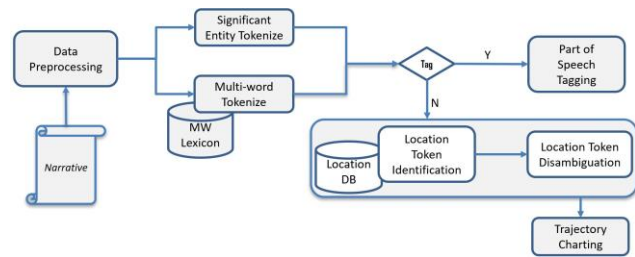 Significant
Entity Tokenize
Data
Preprocessing
Tag
Y
Part of
Speech
Tagging
Multi-word
Tokenize
MW
Lexicon
N
Narrative
Location
Token
Identification
Location
DB
Location Token
Disambiguation
Trajectory
Charting